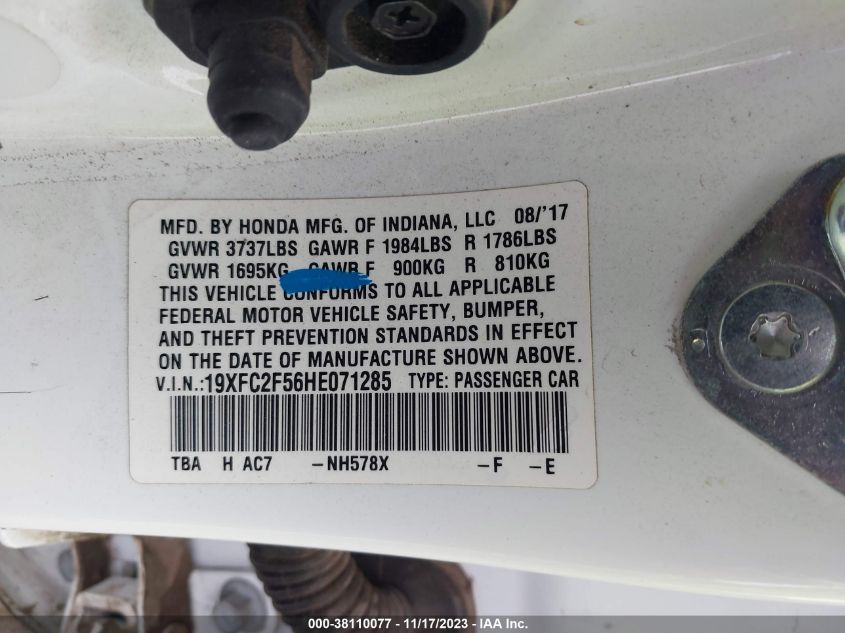 MFD. BY HONDA MFG. OF INDIANA, LLC 08/'17
GVWR 3737LBS GAWR F 1984LBS R 1786LBS
GVWR 1695KG GAWR F 900KG R 810KG
THIS VEHICLE CONFORMS TO ALL APPLICABLE
FEDERAL MOTOR VEHICLE SAFETY, BUMPER,
AND THEFT PREVENTION STANDARDS IN EFFECT
ON THE DATE OF MANUFACTURE SHOWN ABOVE.
V.I.N.:19XFC2F56HE071285 TYPE: PASSENGER CAR
TBA H AC7 -NH578X -F -E
000-38110077 - 11/17/2023 - IAA Inc.